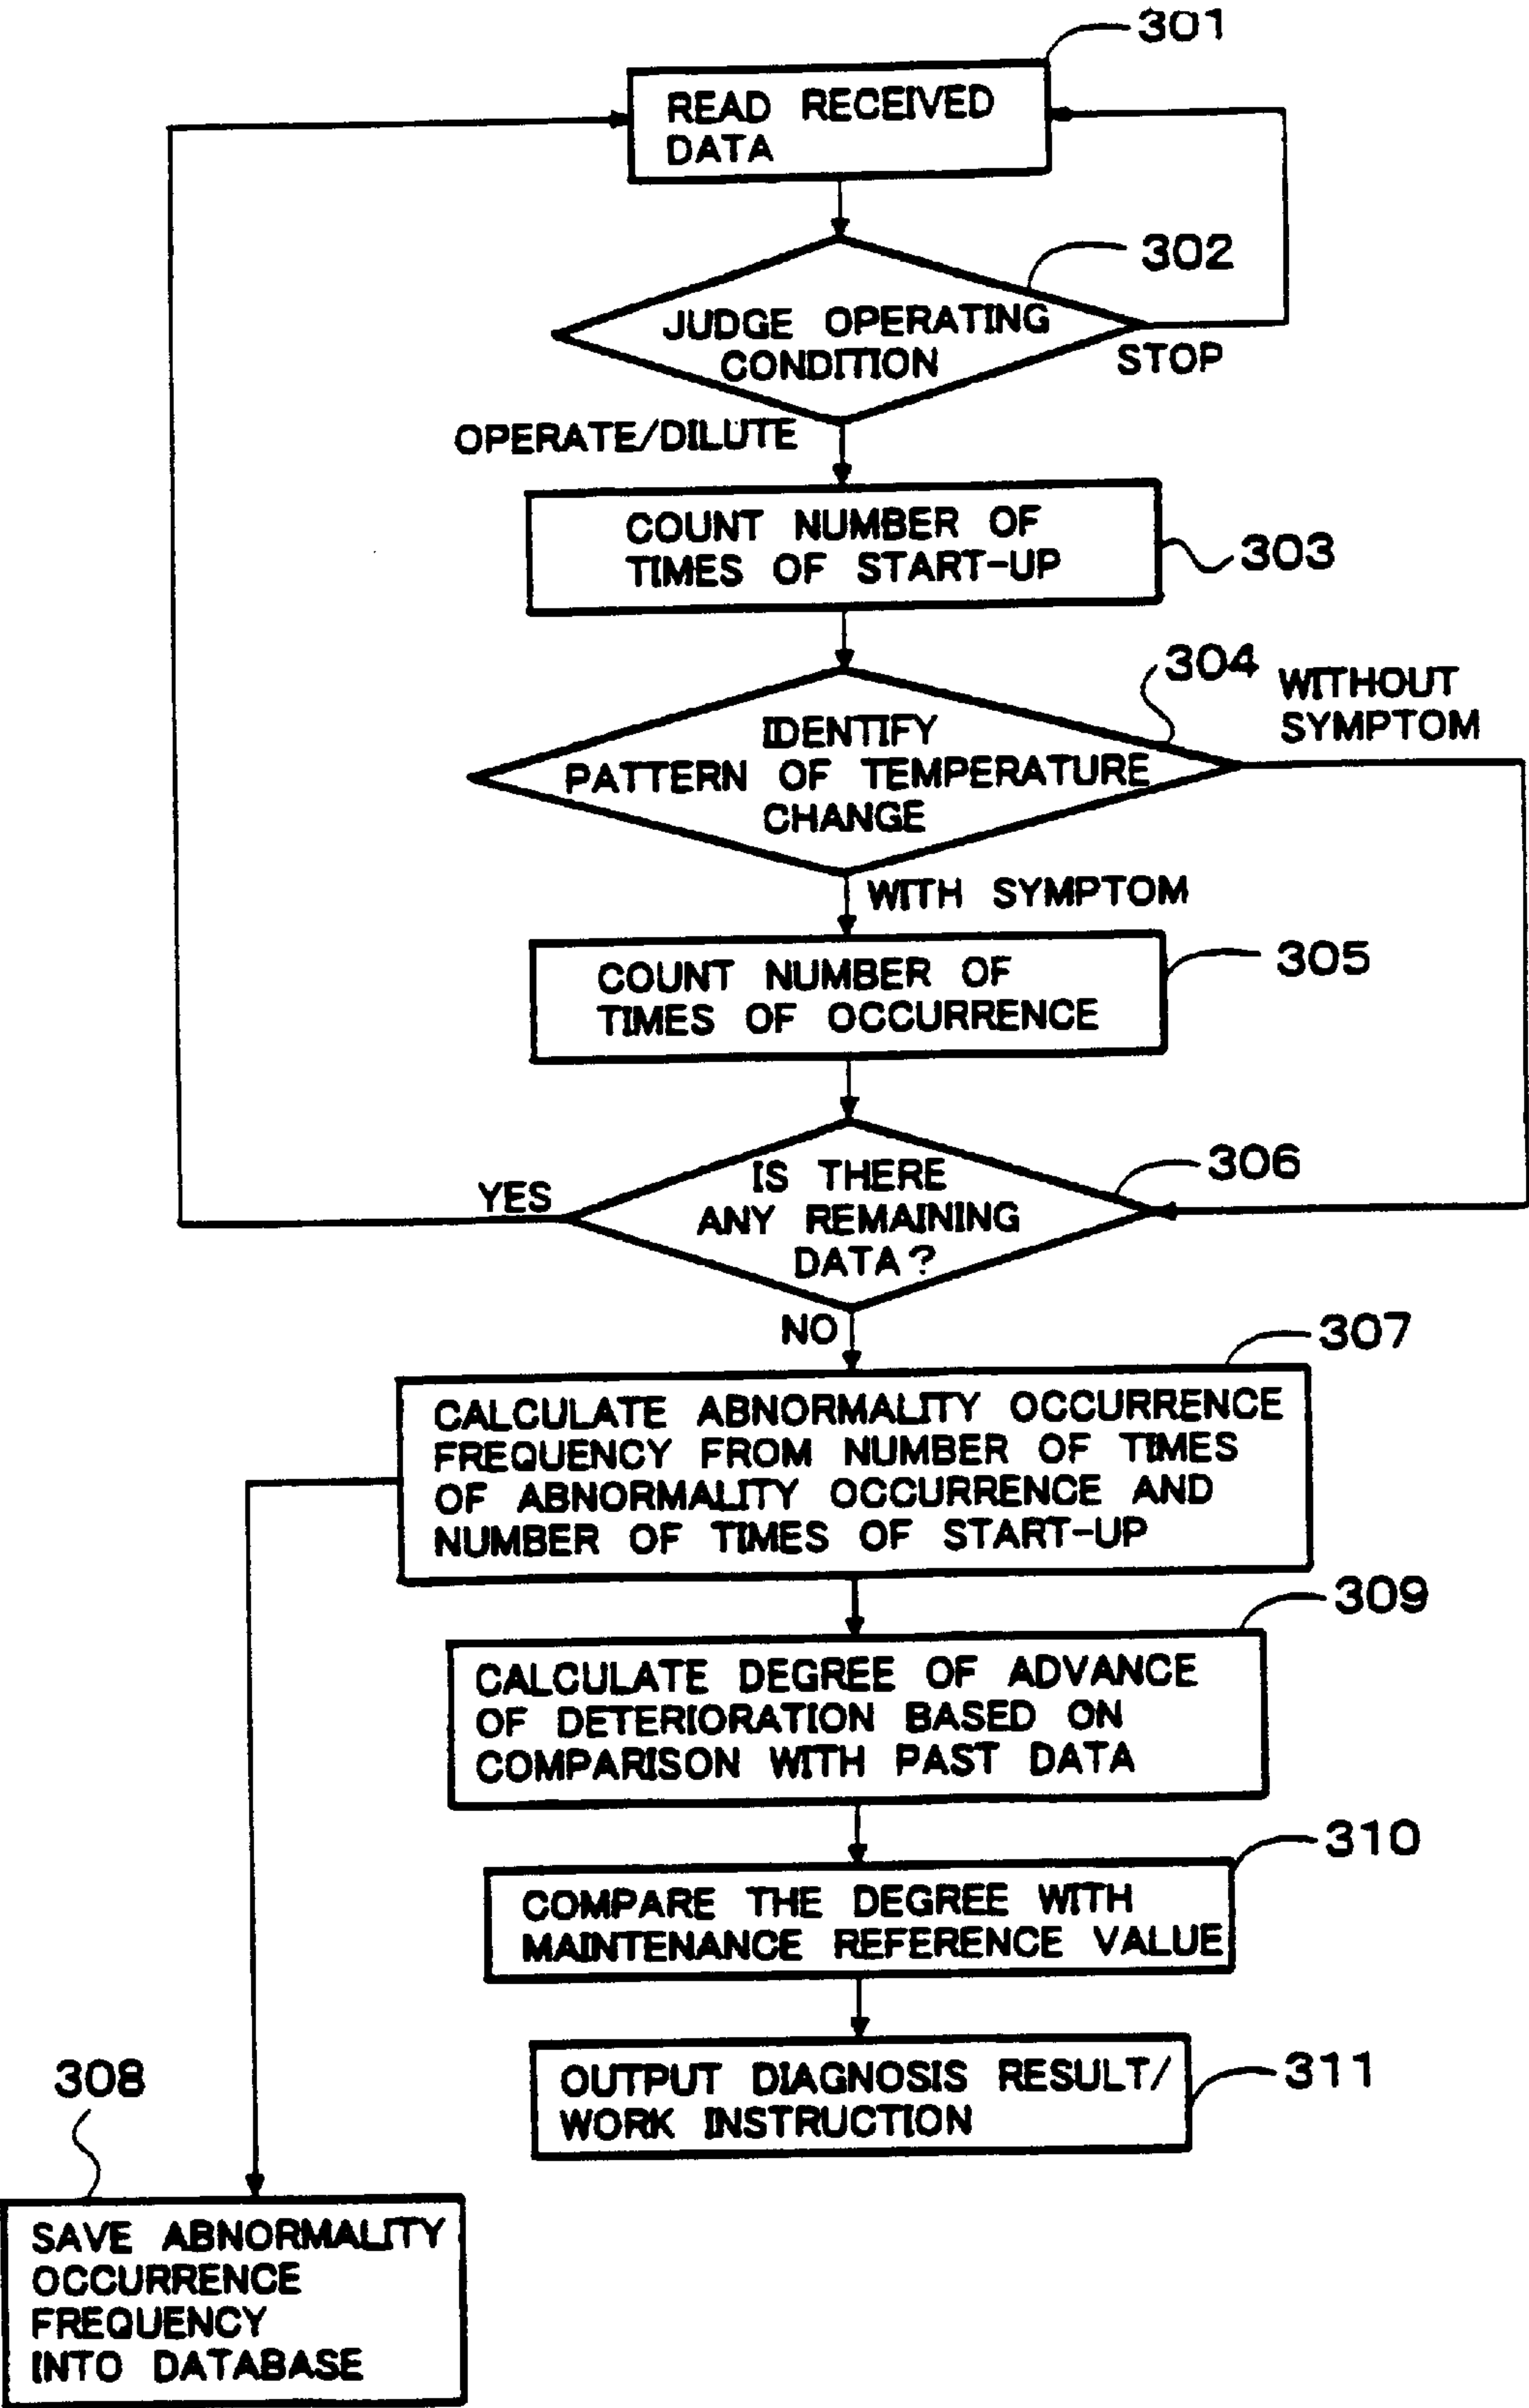 301
READ RECEIVED
DATA
302
JUDGE OPERATING
CONDITION
STOP
OPERATE/DILUTE
COUNT NUMBER OF
TIMES OF START-UP
303
304
WITHOUT
SYMPTOM
IDENTIFY
PATTERN OF TEMPERATURE
CHANGE
WITH SYMPTOM
COUNT NUMBER OF
TIMES OF OCCURRENCE
305
IS THERE
ANY REMAINING
DATA?
306
YES
NO
307
CALCULATE ABNORMALITY OCCURRENCE
FREQUENCY FROM NUMBER OF TIMES
OF ABNORMALITY OCCURRENCE AND
NUMBER OF TIMES OF START-UP
309
CALCULATE DEGREE OF ADVANCE
OF DETERIORATION BASED ON
COMPARISON WITH PAST DATA
310
COMPARE THE DEGREE WITH
MAINTENANCE REFERENCE VALUE
OUTPUT DIAGNOSIS RESULT/
WORK INSTRUCTION
311
308
SAVE ABNORMALITY
OCCURRENCE
FREQUENCY
INTO DATABASE